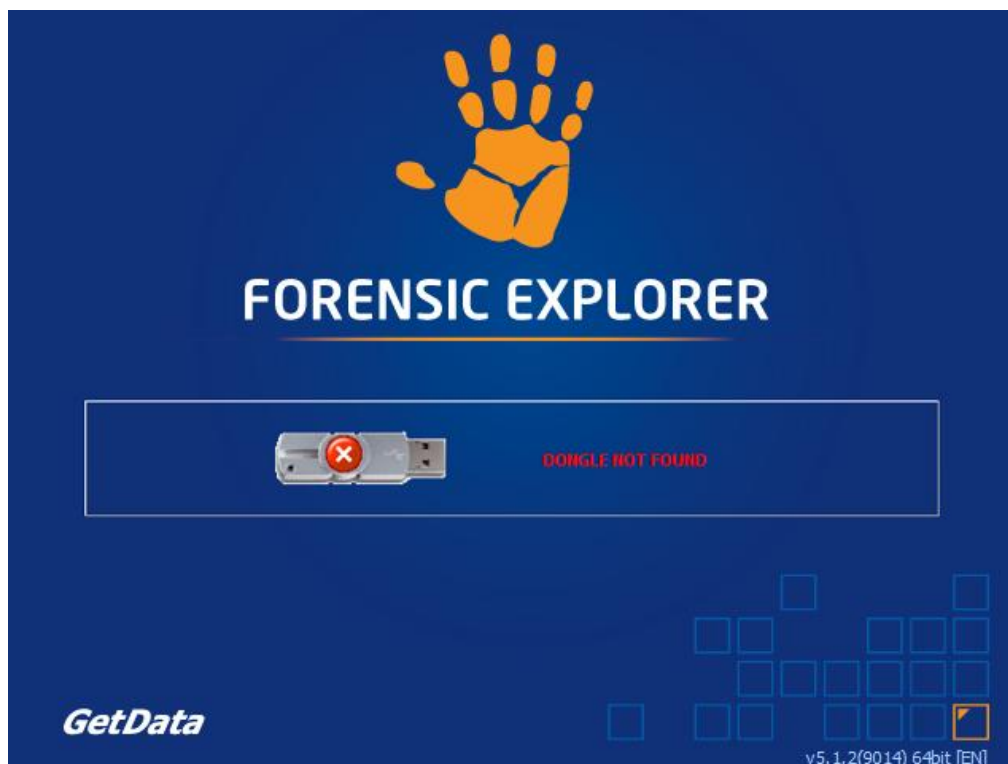 FORENSIC EXPLORER
DONGLE NOT FOUND
GetData
v5.1.2(9014) 64bit [EN]